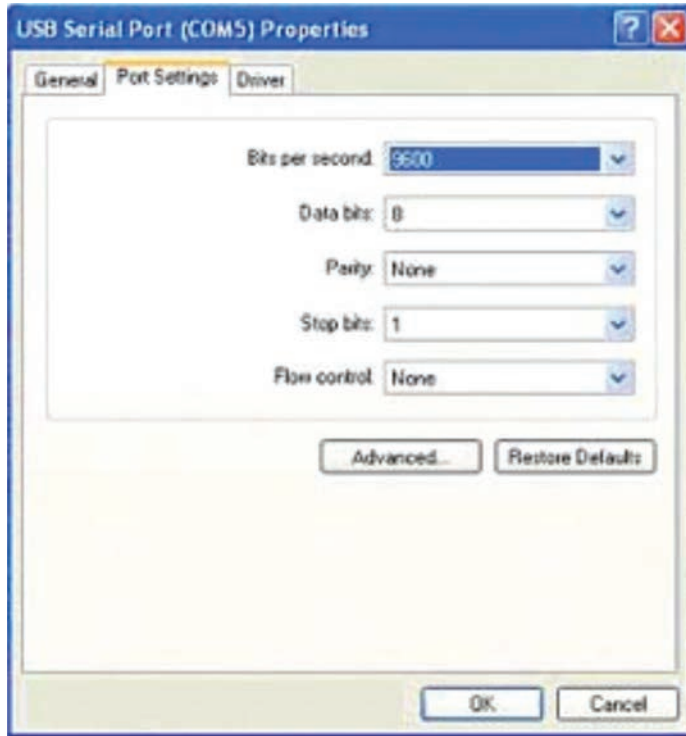 USB Serial Port (COM5) Properties
General Port Settings Driver
Bits per second: 9600
Data bits: 8
Parity: None
Stop bits: 1
Flow control: None
Advanced... Restore Defaults
OK Cancel